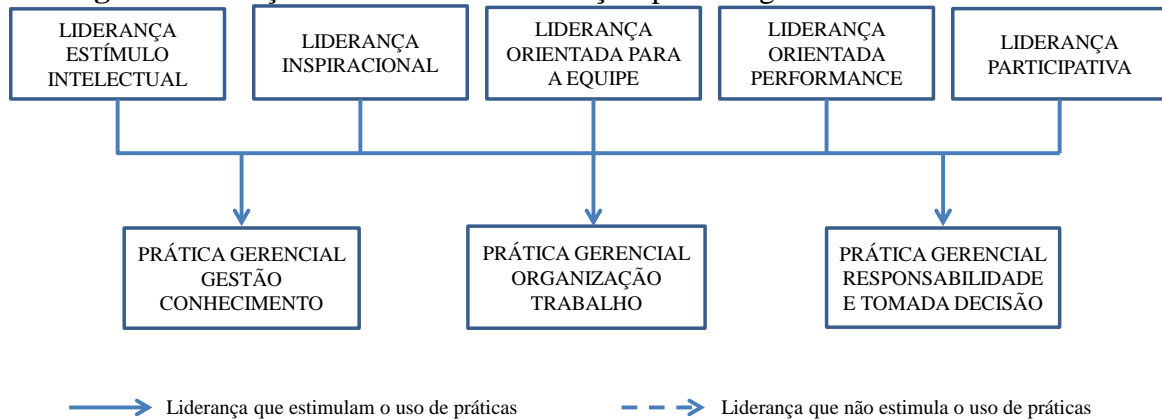 LIDERANÇA
ESTÍMULO
INTELECTUAL
LIDERANÇA
INSPIRACIONAL
LIDERANÇA
ORIENTADA PARA
A EQUIPE
LIDERANÇA
ORIENTADA
PERFORMANCE
LIDERANÇA
PARTICIPATIVA
PRÁTICA GERENCIAL
GESTÃO
CONHECIMENTO
PRÁTICA GERENCIAL
ORGANIZAÇÃO
TRABALHO
PRÁTICA GERENCIAL
RESPONSABILIDADE
E TOMADA DECISÃO
Liderança que estimulam o uso de práticas
Liderança que não estimula o uso de práticas